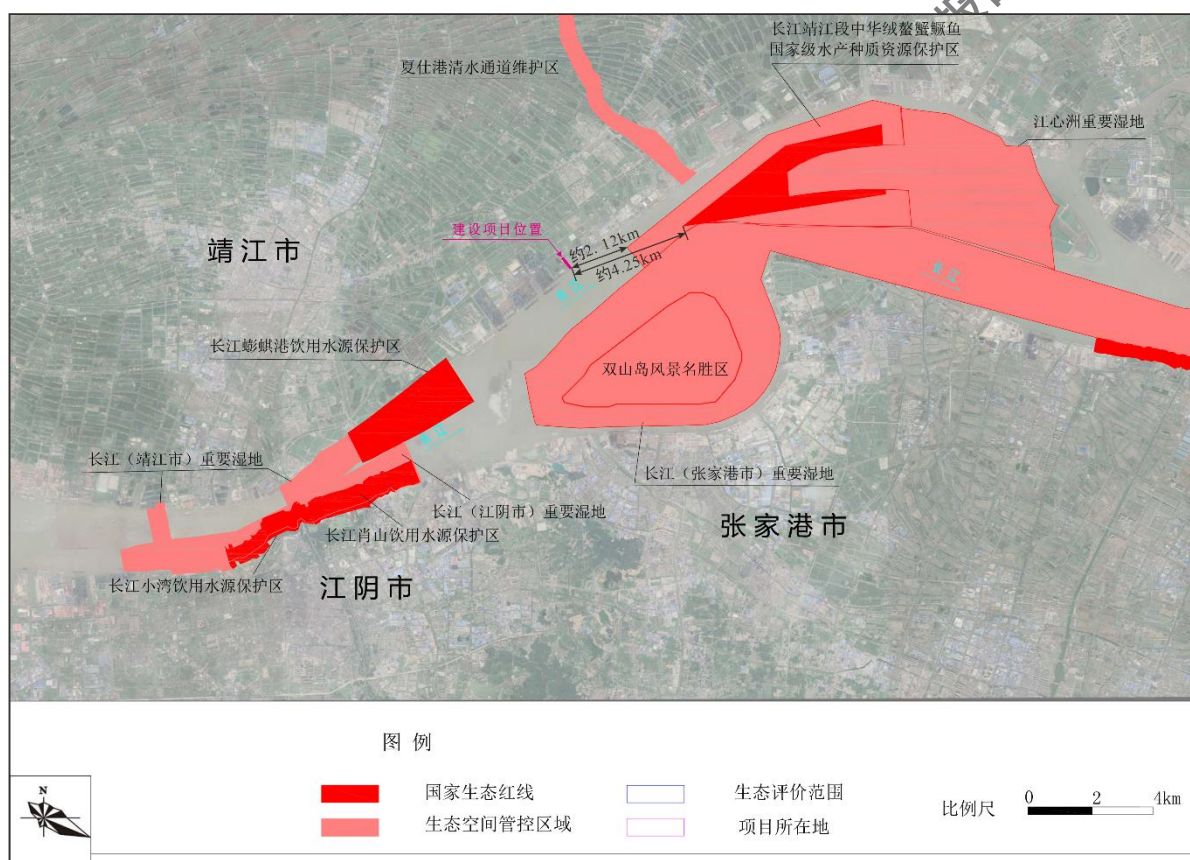 长江靖江段中华绒螯蟹鳜鱼
国家级水产种质资源保护区
夏仕港清水通道维护区
江心洲重要湿地
建设项目位置
约2.12km
约4.25km
靖江市
长江
长江
长江蟛蜞港饮用水源保护区
双山岛风景名胜区
长江
长江（靖江市）重要湿地
长江（张家港市）重要湿地
长江（江阴市）重要湿地
张家港市
长江肖山饮用水源保护区
长江小湾饮用水源保护区
江阴市
图 例
国家生态红线
生态评价范围
生态空间管控区域
项目所在地
比例尺
0 2 4km
N